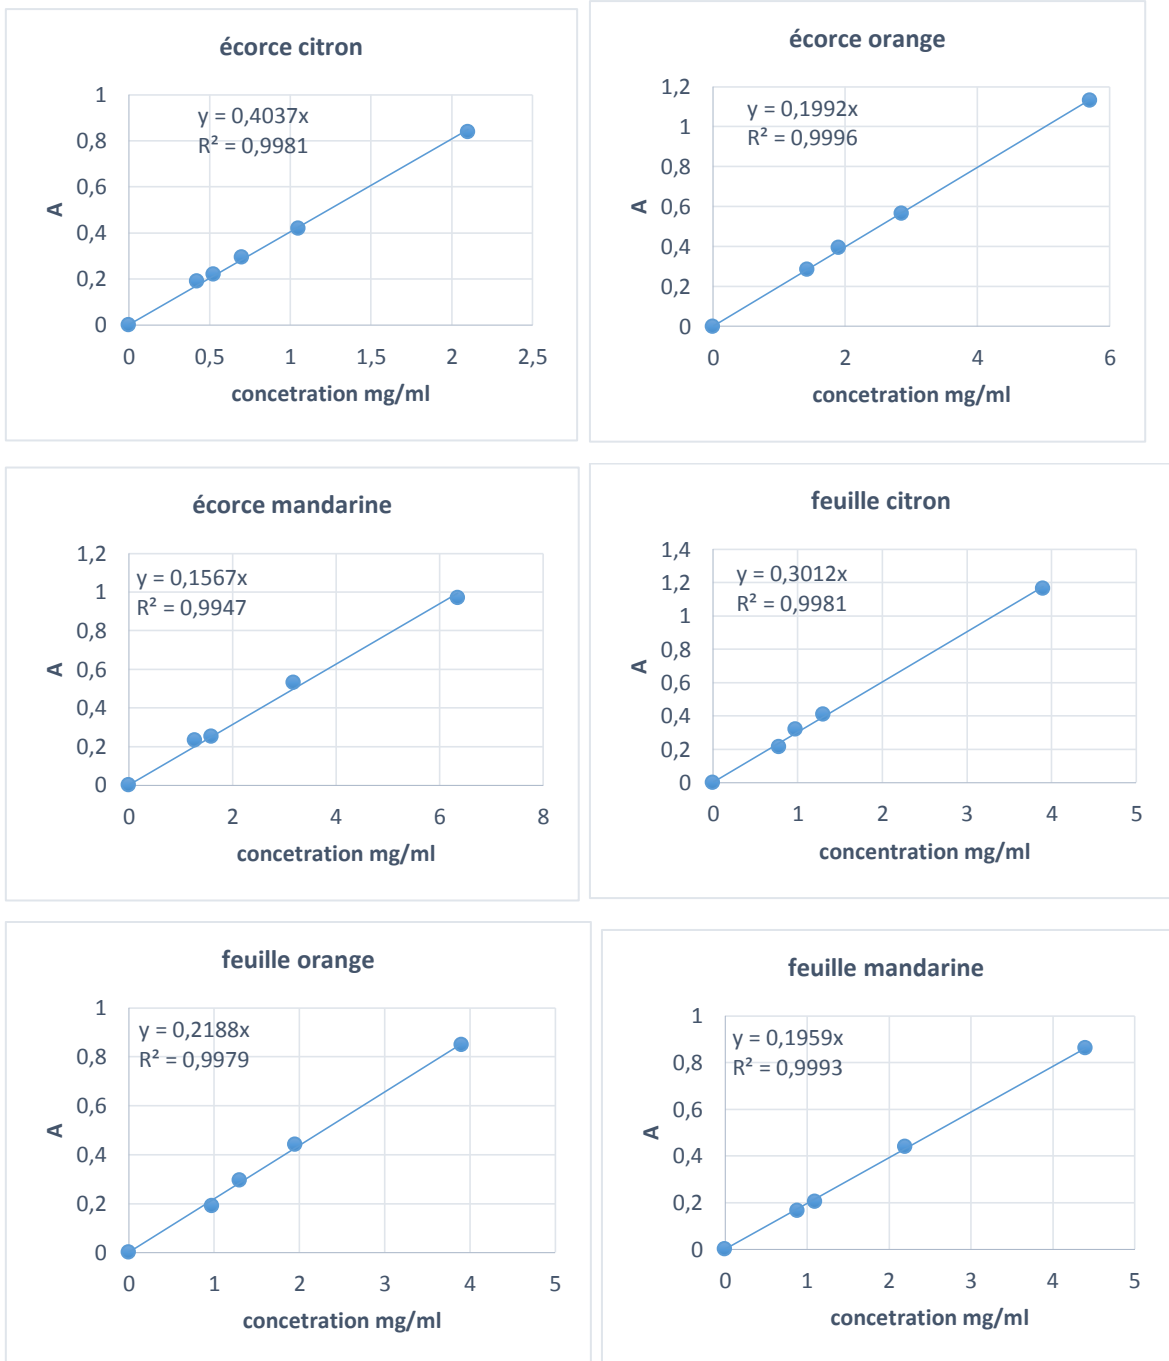 écorce citron
y = 0,4037x
R² = 0,9981
1
0,8
0,6
0,4
0,2
0
A
0 0,5 1 1,5 2 2,5
concetration mg/ml
écorce orange
y = 0,1992x
R² = 0,9996
1,2
1
0,8
0,6
0,4
0,2
0
A
0 2 4 6
concetration mg/ml
écorce mandarine
y = 0,1567x
R² = 0,9947
1,2
1
0,8
0,6
0,4
0,2
0
A
0 2 4 6 8
concetration mg/ml
feuille citron
y = 0,3012x
R² = 0,9981
1,4
1,2
1
0,8
0,6
0,4
0,2
0
A
0 1 2 3 4 5
concentration mg/ml
feuille orange
y = 0,2188x
R² = 0,9979
1
0,8
0,6
0,4
0,2
0
A
0 1 2 3 4 5
concetration mg/ml
feuille mandarine
y = 0,1959x
R² = 0,9993
1
0,8
0,6
0,4
0,2
0
A
0 1 2 3 4 5
concetration mg/ml